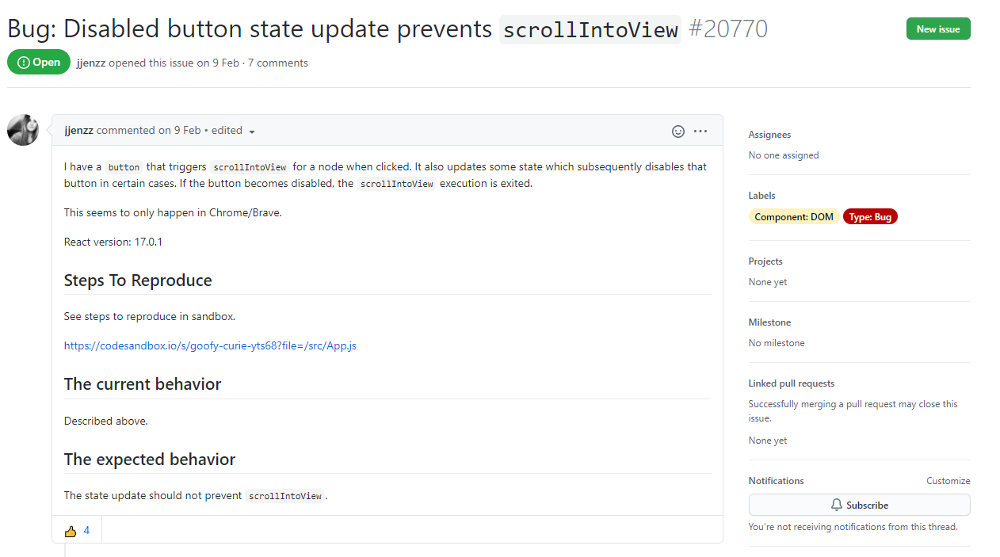 Bug: Disabled button state update prevents scrollIntoView #20770
New issue
Open jjenzz opened this issue on 9 Feb · 7 comments
jjenzz commented on 9 Feb • edited
I have a button that triggers scrollIntoView for a node when clicked. It also updates some state which subsequently disables that
button in certain cases. If the button becomes disabled, the scrollIntoView execution is exited.
This seems to only happen in Chrome/Brave.
React version: 17.0.1
Steps To Reproduce
See steps to reproduce in sandbox.
https://codesandbox.io/s/goofy-curie-yts68?file=/src/App.js
The current behavior
Described above.
The expected behavior
The state update should not prevent scrollIntoView.
👍 4
Assignees
No one assigned
Labels
Component: DOM Type: Bug
Projects
None yet
Milestone
No milestone
Linked pull requests
Successfully merging a pull request may close this
issue.
None yet
Notifications Customize
Subscribe
You're not receiving notifications from this thread.